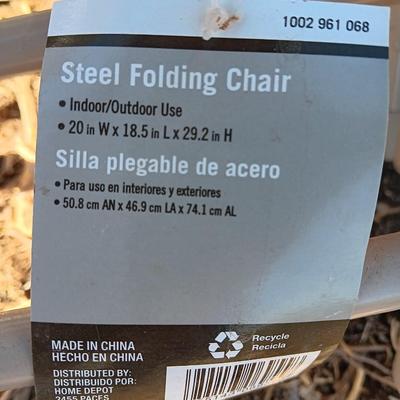 1002 961 068
Steel Folding Chair
• Indoor/Outdoor Use
• 20 in W x 18.5 in L x 29.2 in H
Silla plegable de acero
• Para uso en interiores y exteriores
• 50.8 cm AN x 46.9 cm LA x 74.1 cm AL
MADE IN CHINA
HECHO EN CHINA
Recycle
Recicla
DISTRIBUTED BY:
DISTRIBUIDO POR:
HOME DEPOT
2455 PACES